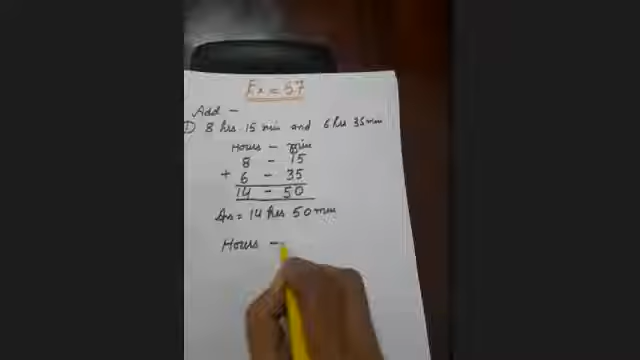 Ex = 57
Add -
① 8 hrs 15 min and 6 hrs 35 min
Hours - min
8 - 15
+ 6 - 35
14 - 50
Ans = 14 hrs 50 min
Hours -